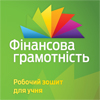 Фінансова
грамотність
Робочий зошит
для учня